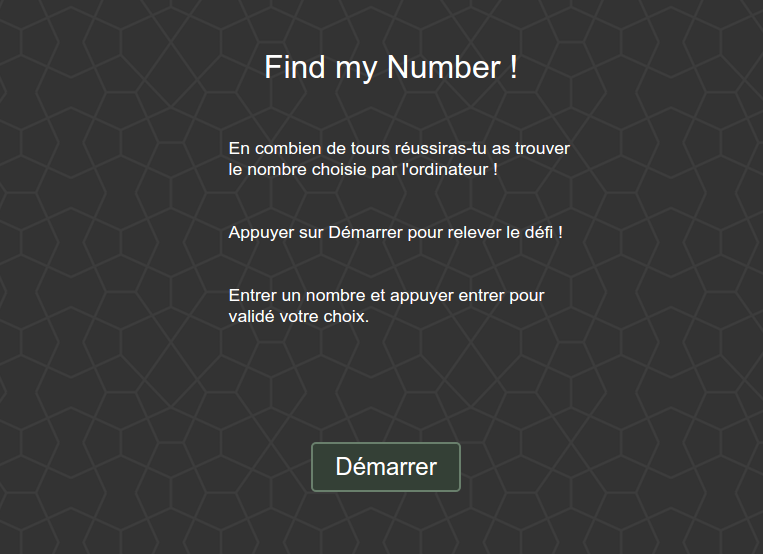 Find my Number !
En combien de tours réussiras-tu as trouver
le nombre choisie par l'ordinateur !
Appuyer sur Démarrer pour relever le défi !
Entrer un nombre et appuyer entrer pour
validé votre choix.
Démarrer